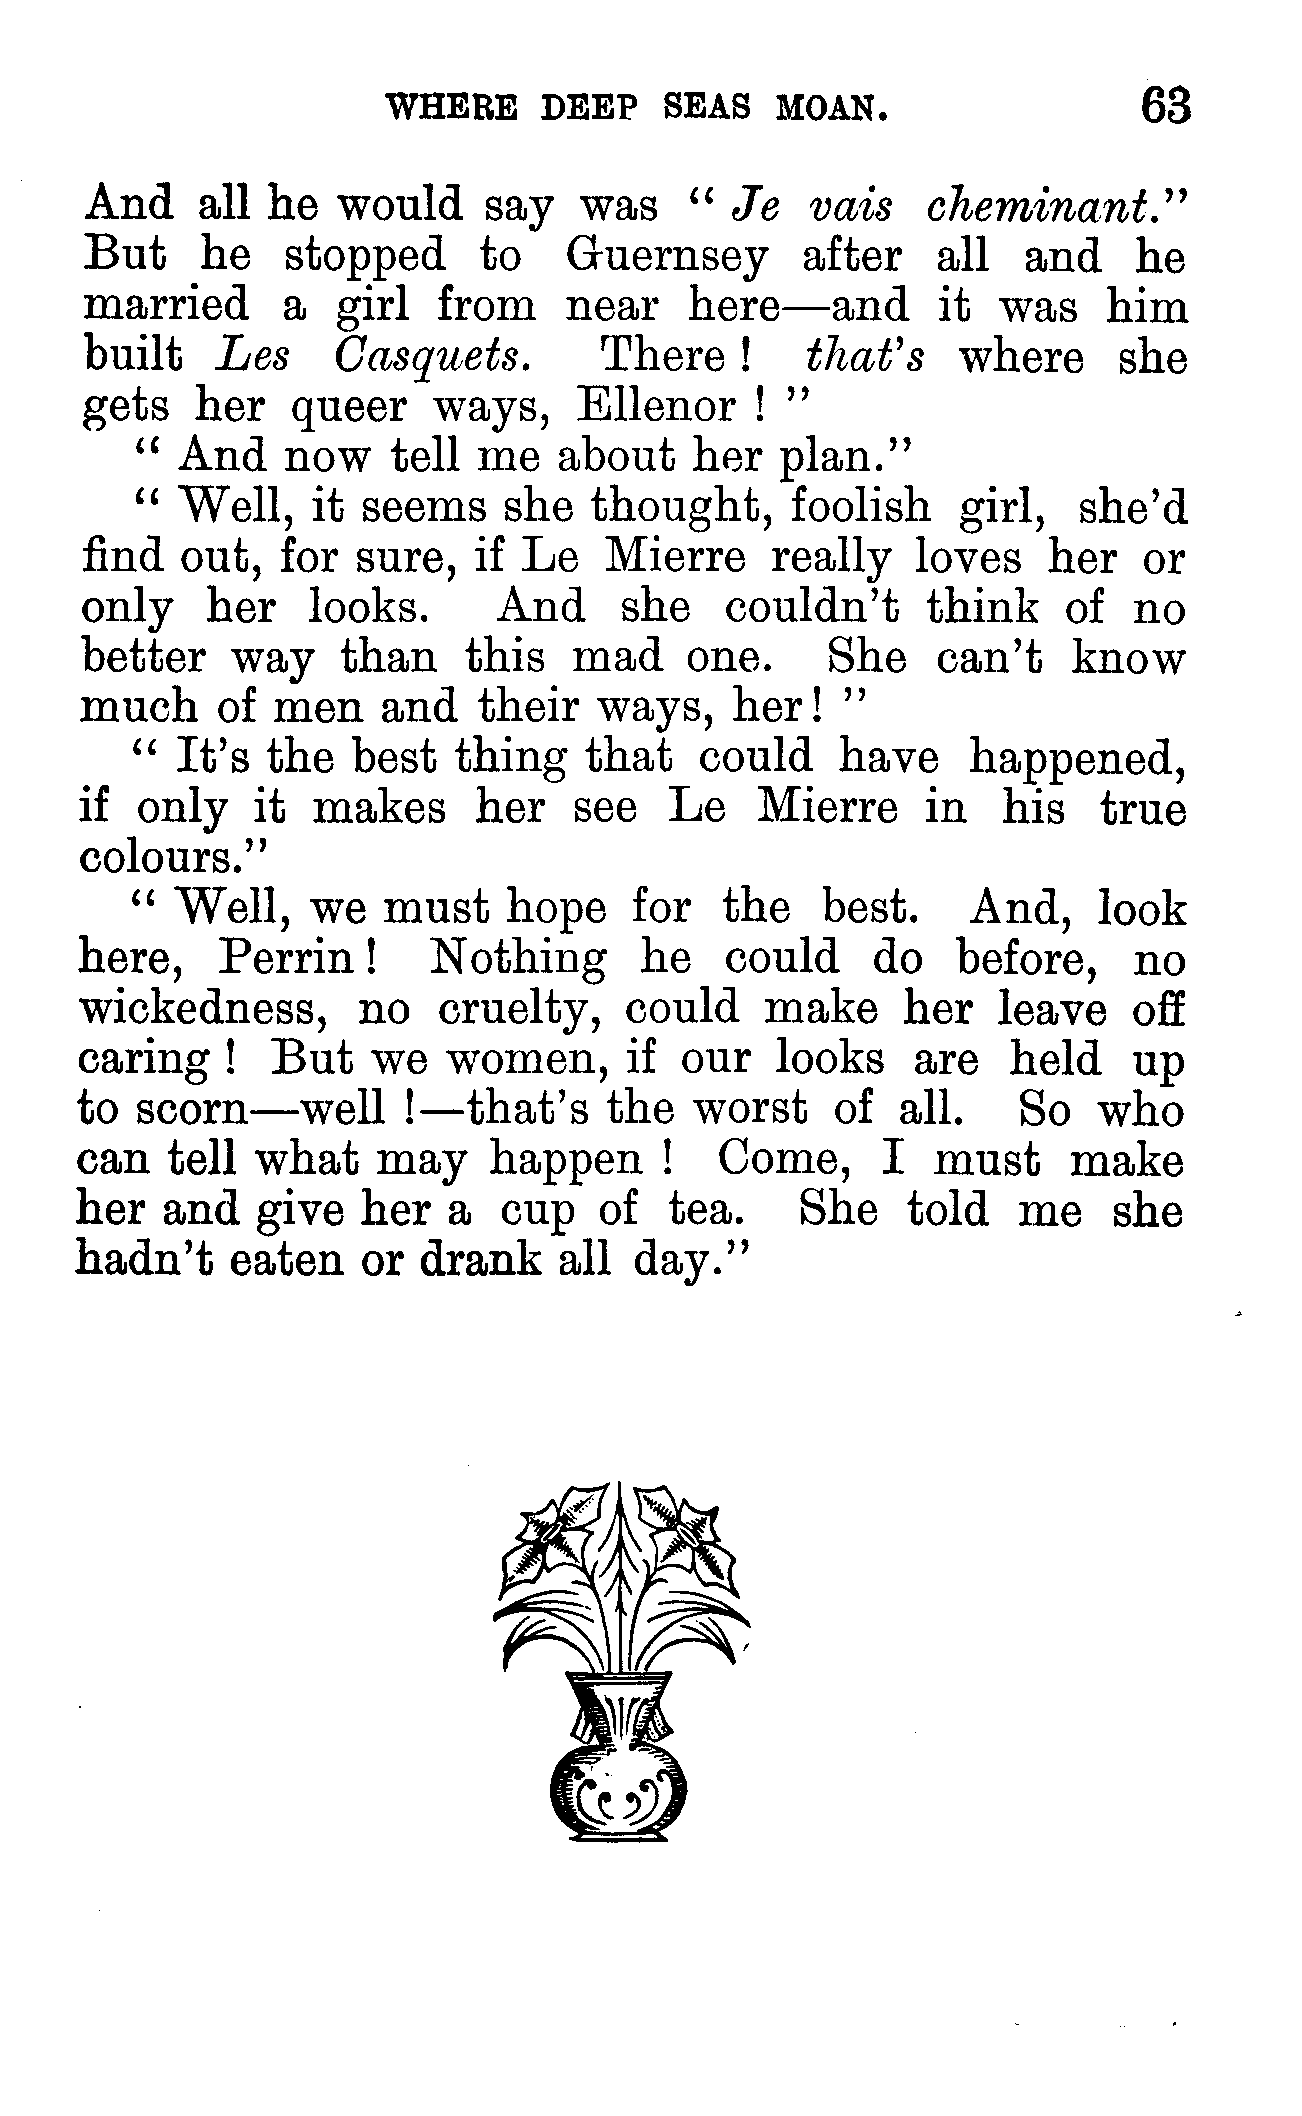 WHERE DEEP SEAS MOAN. 63
And all he would say was “ Je vais cheminant.”
But he stopped to Guernsey after all and he
married a girl from near here—and it was him
built Les Casquets. There ! that’s where she
gets her queer ways, Ellenor ! ”
“ And now tell me about her plan.”
“ Well, it seems she thought, foolish girl, she’d
find out, for sure, if Le Mierre really loves her or
only her looks. And she couldn’t think of no
better way than this mad one. She can’t know
much of men and their ways, her! ”
“ It’s the best thing that could have happened,
if only it makes her see Le Mierre in his true
colours.”
“ Well, we must hope for the best. And, look
here, Perrin ! Nothing he could do before, no
wickedness, no cruelty, could make her leave off
caring ! But we women, if our looks are held up
to scorn—well !—that’s the worst of all. So who
can tell what may happen ! Come, I must make
her and give her a cup of tea. She told me she
hadn’t eaten or drank all day.”